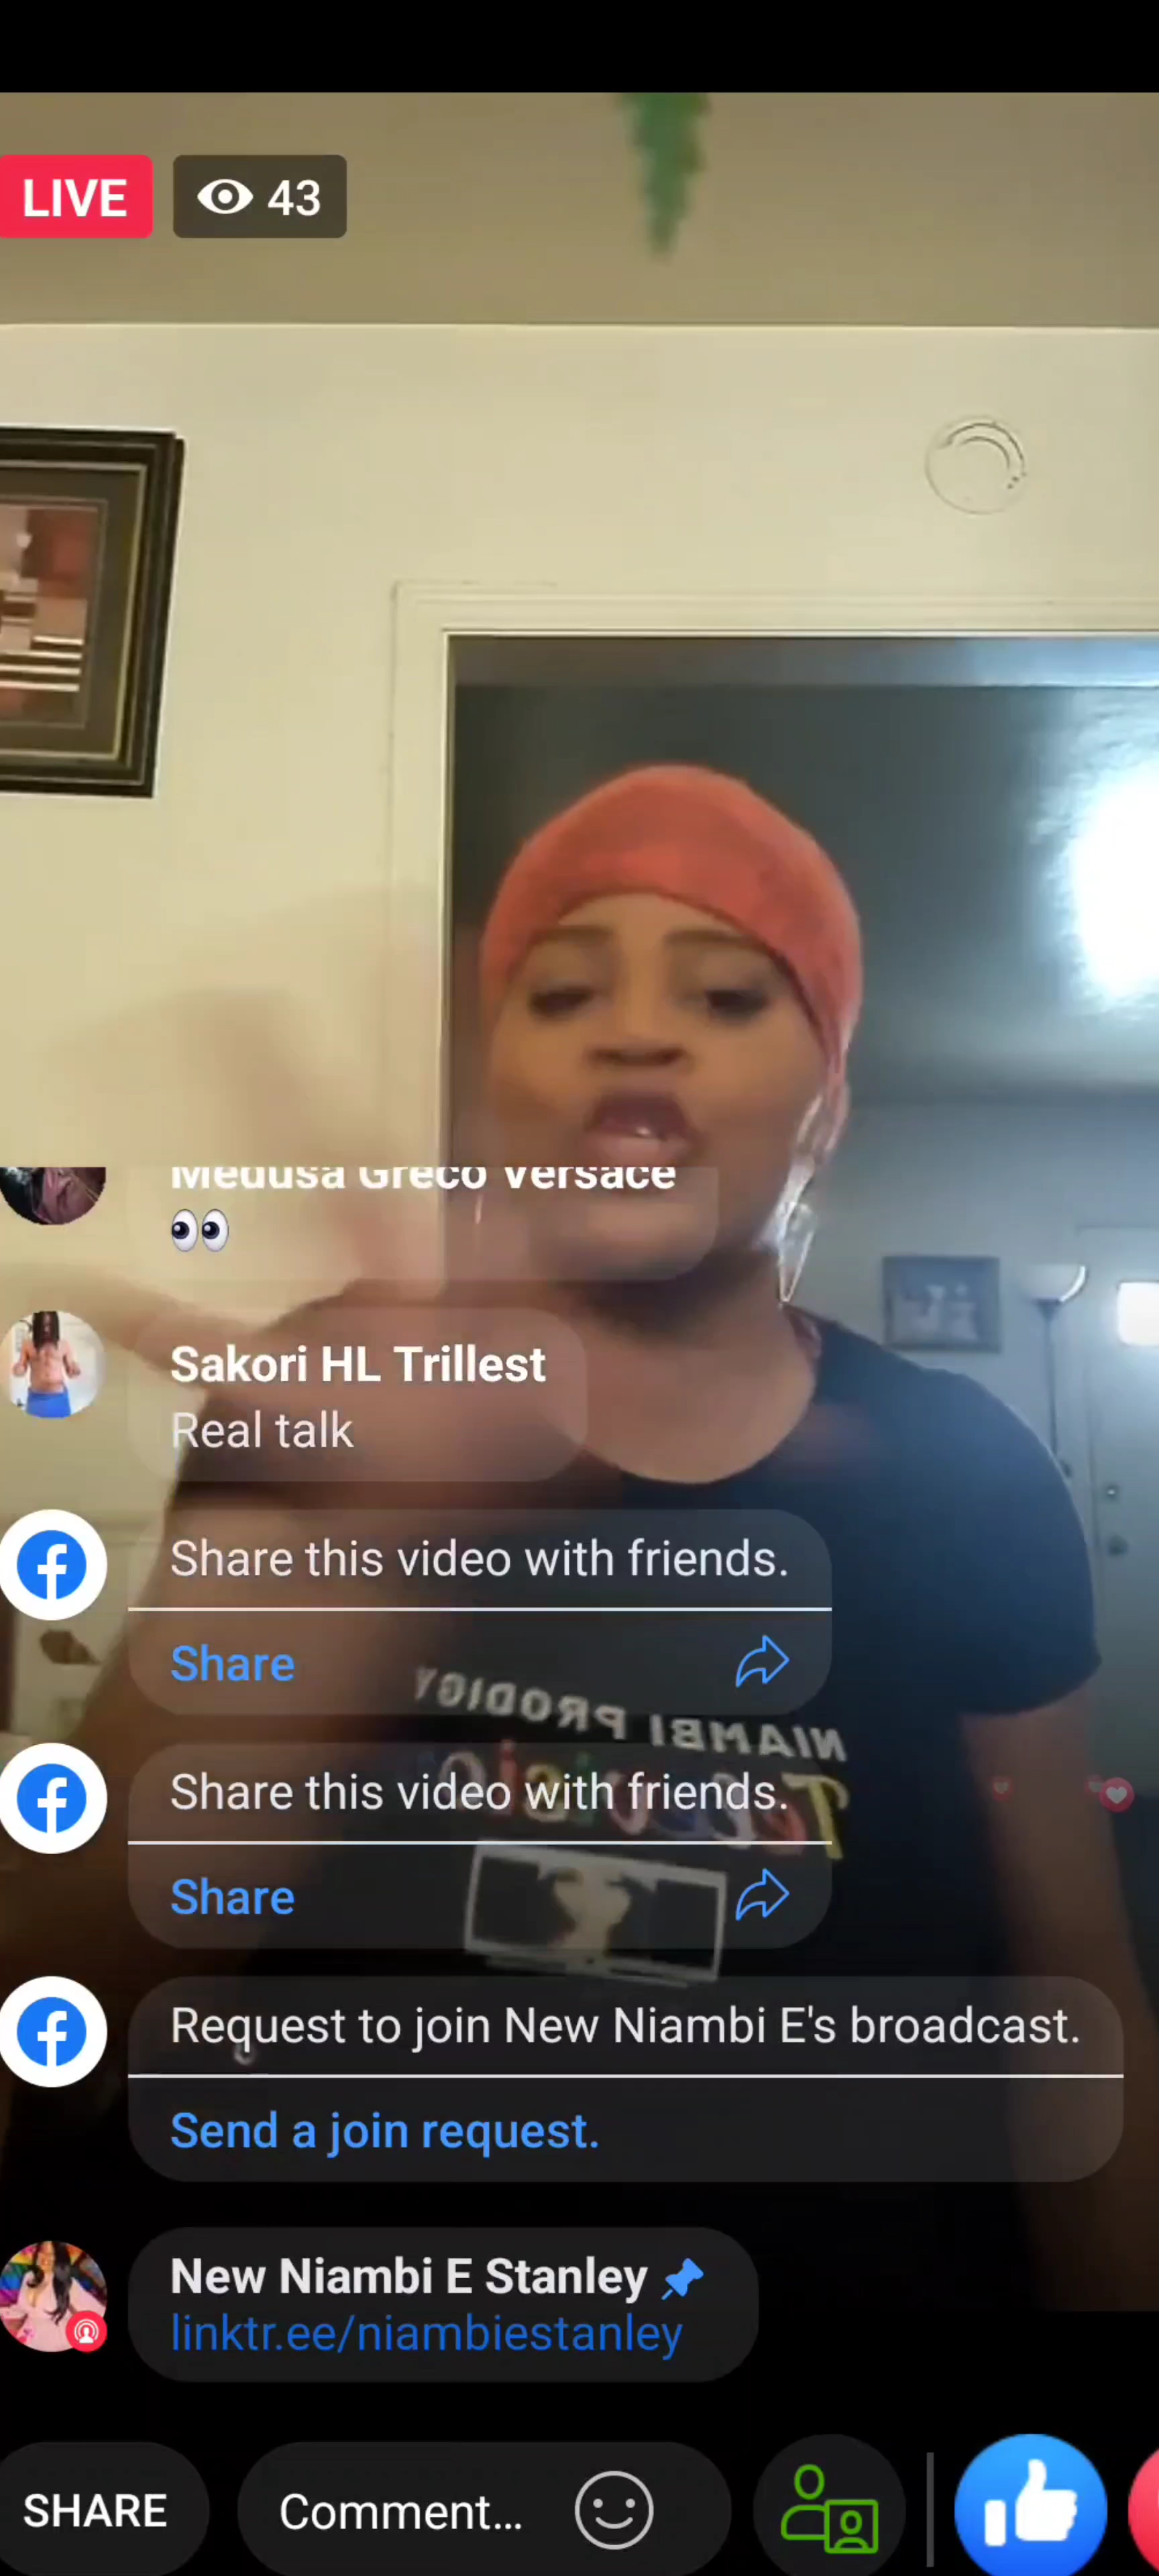 LIVE 43
Medusa Greco Versace
👀
Sakori HL Trillest
Real talk
Share this video with friends.
Share
NIAMBI PRODIGY
Share this video with friends.
Share
Request to join New Niambi E's broadcast.
Send a join request.
New Niambi E Stanley
linktr.ee/niambiestanley
SHARE Comment...